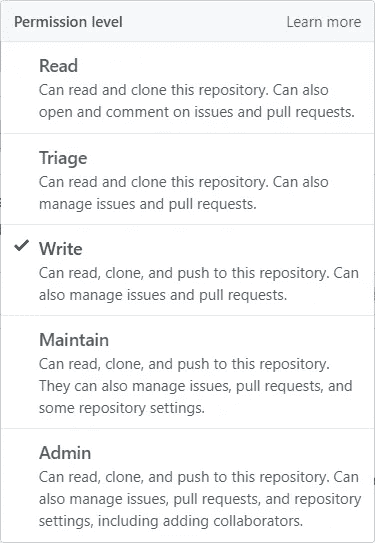 Permission level Learn more
Read
Can read and clone this repository. Can also
open and comment on issues and pull requests.
Triage
Can read and clone this repository. Can also
manage issues and pull requests.
Write
Can read, clone, and push to this repository. Can
also manage issues and pull requests.
Maintain
Can read, clone, and push to this repository.
They can also manage issues, pull requests, and
some repository settings.
Admin
Can read, clone, and push to this repository. Can
also manage issues, pull requests, and repository
settings, including adding collaborators.